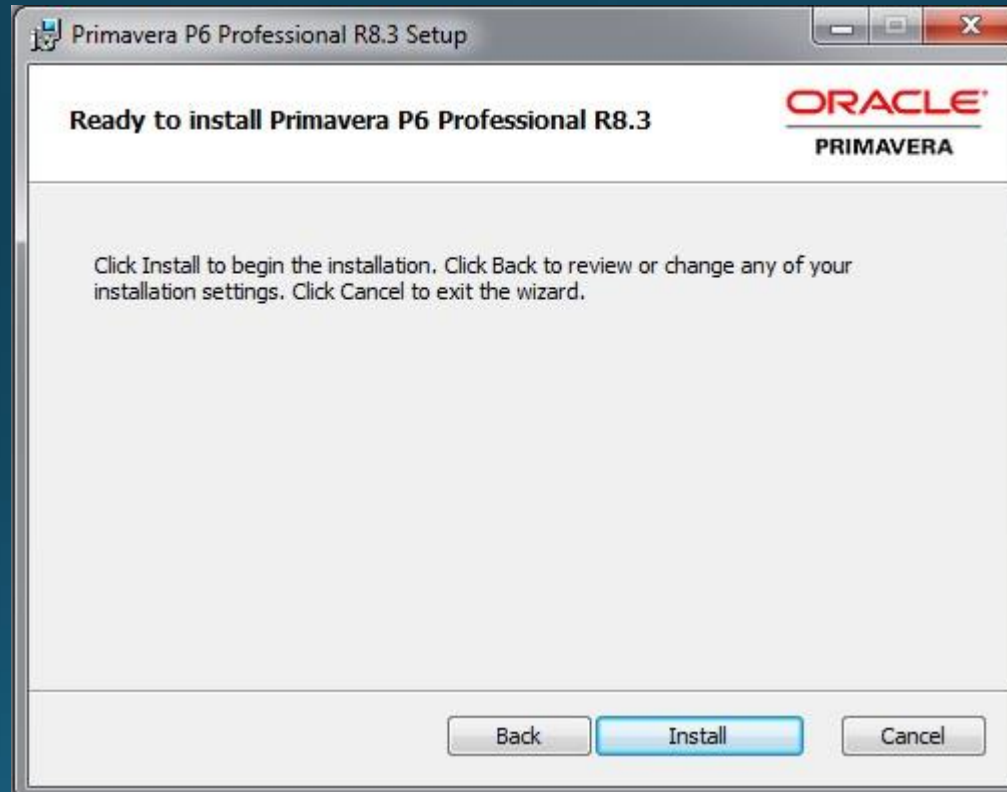 Primavera P6 Professional R8.3 Setup
Ready to install Primavera P6 Professional R8.3
ORACLE
PRIMAVERA
Click Install to begin the installation. Click Back to review or change any of your
installation settings. Click Cancel to exit the wizard.
Back Install Cancel